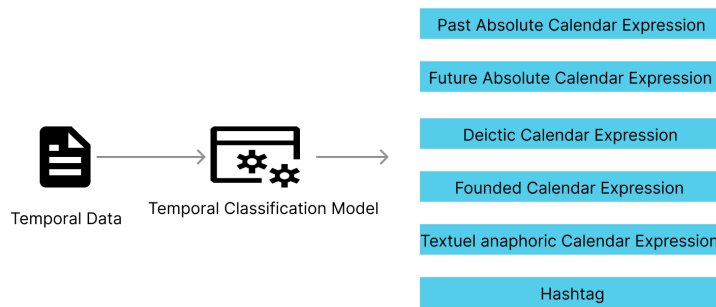 Temporal Data
Temporal Classification Model
Past Absolute Calendar Expression
Future Absolute Calendar Expression
Deictic Calendar Expression
Founded Calendar Expression
Textuel anaphoric Calendar Expression
Hashtag